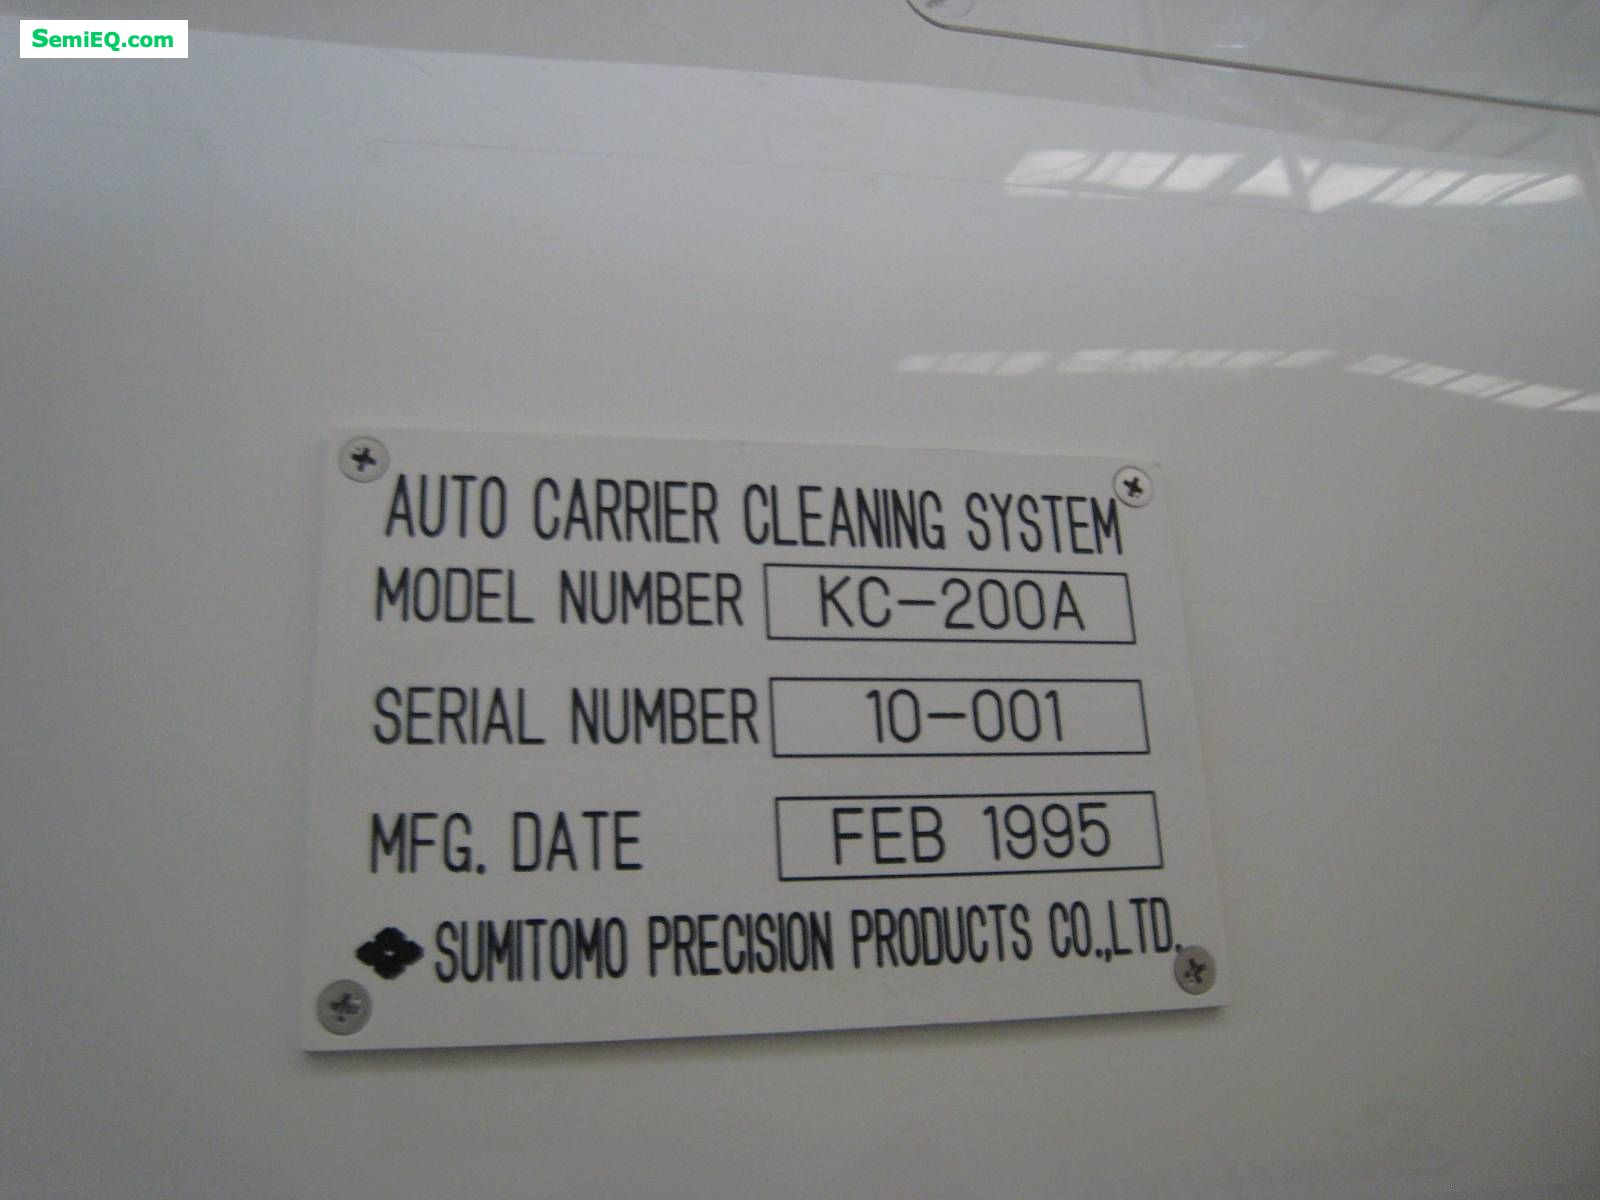 SemiEQ.com
AUTO CARRIER CLEANING SYSTEM
MODEL NUMBER KC-200A
SERIAL NUMBER 10-001
MFG. DATE FEB 1995
SUMITOMO PRECISION PRODUCTS CO.,LTD.